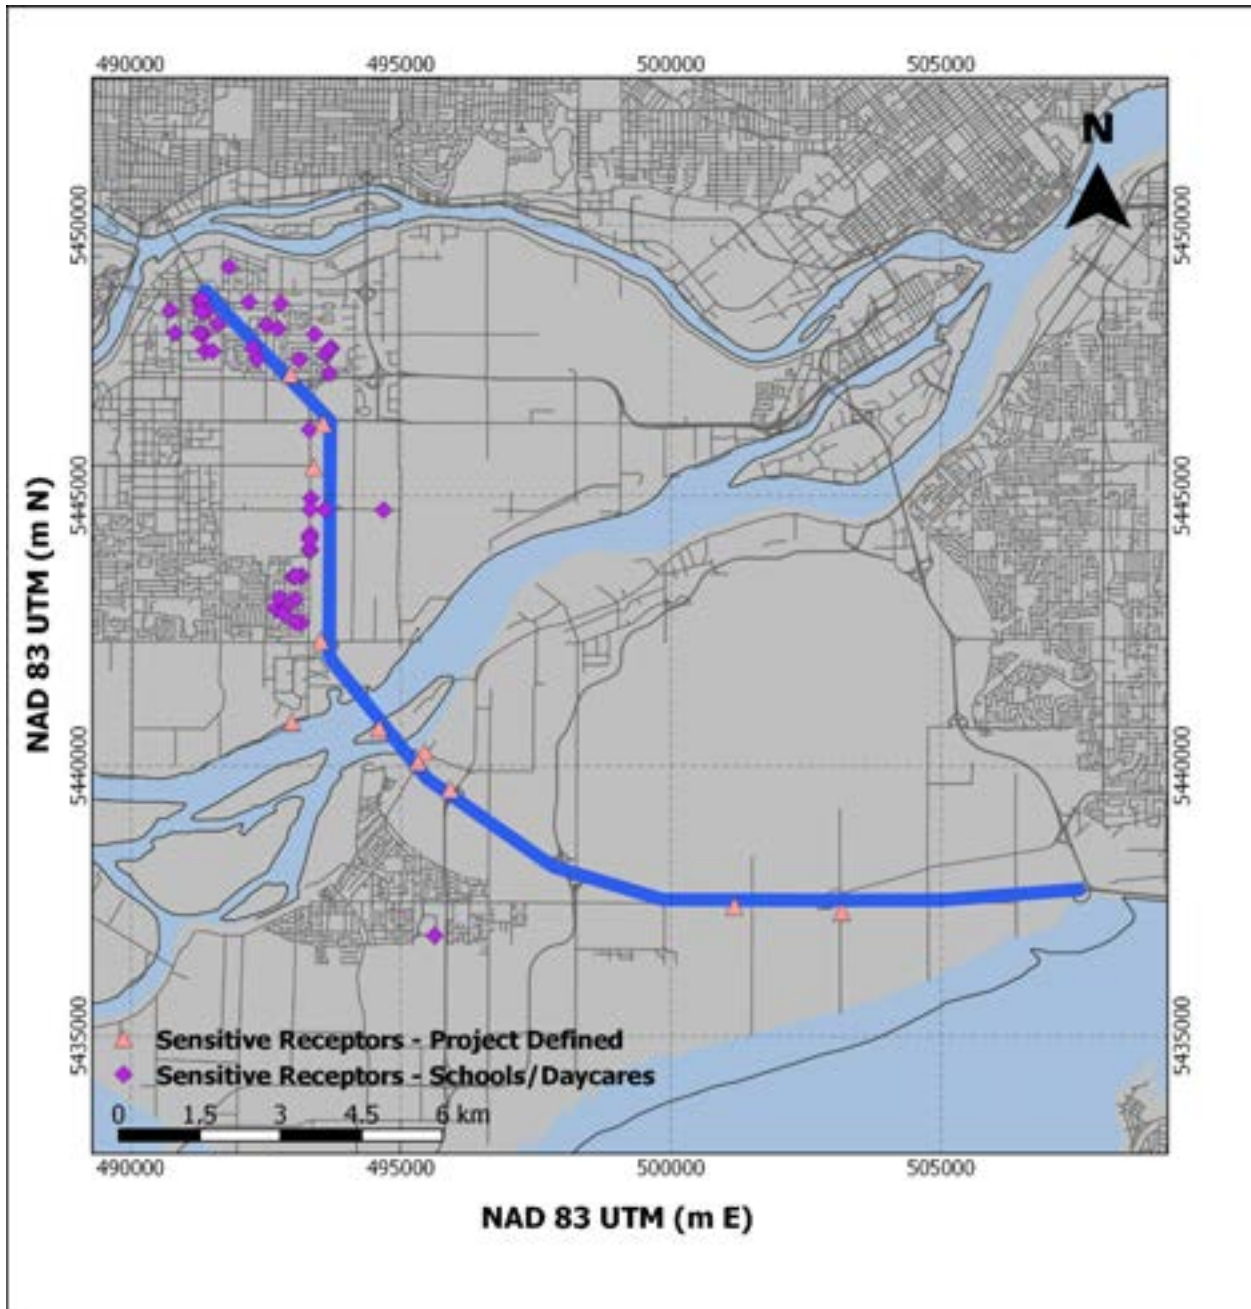 490000 495000 500000 505000
N
5450000 5450000
5445000 5445000
5440000 5440000
5435000 5435000
NAD 83 UTM (m N)
Sensitive Receptors - Project Defined
Sensitive Receptors - Schools/Daycares
0 1.5 3 4.5 6 km
490000 495000 500000 505000
NAD 83 UTM (m E)